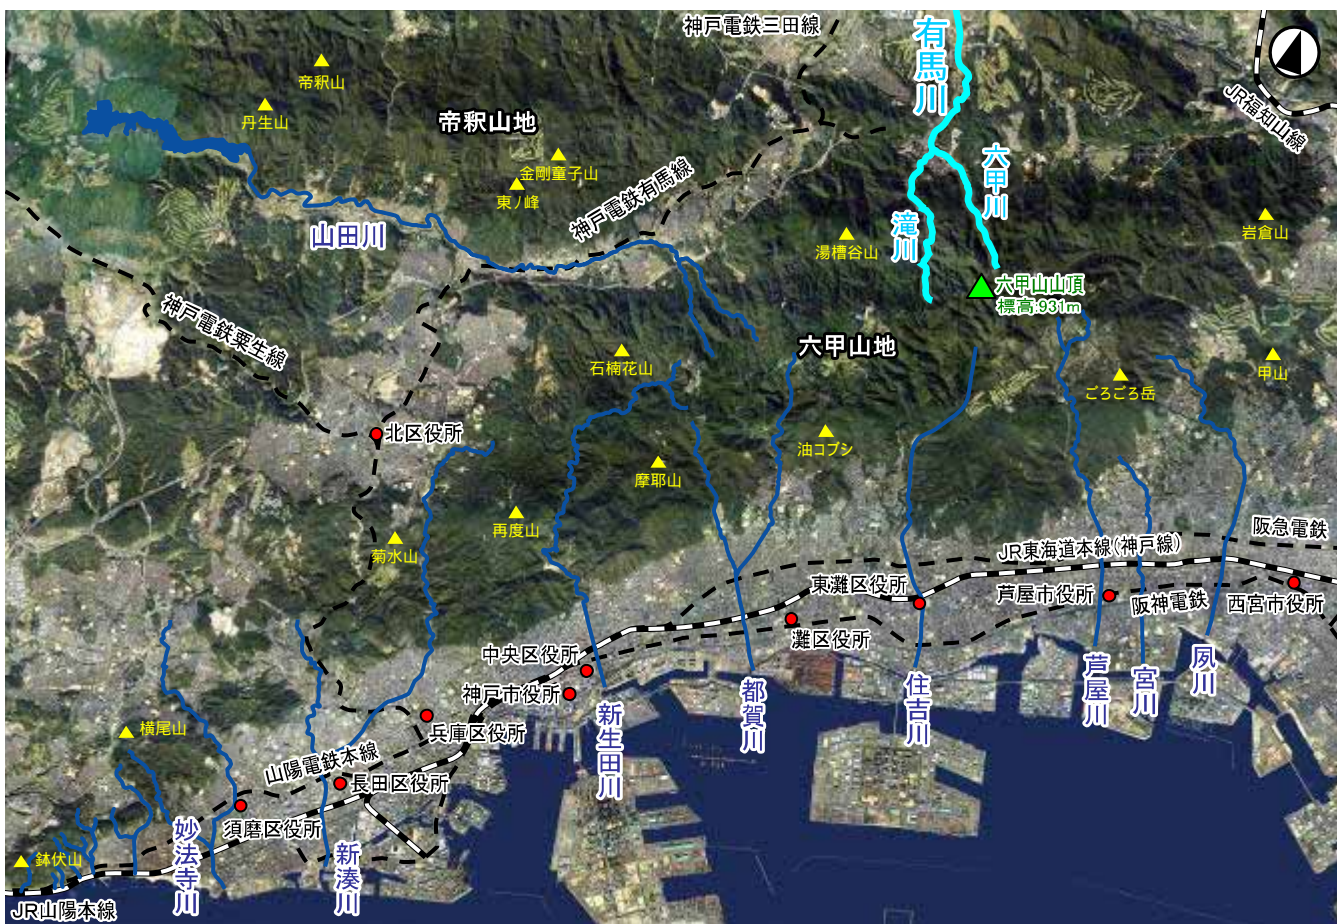 神戸電鉄三田線
有馬川
JR福知山線
帝釈山
丹生山
帝釈山地
金剛童子山
東ノ峰
神戸電鉄有馬線
六甲川
滝川
岩倉山
山田川
湯槽谷山
六甲山山頂
標高:931m
神戸電鉄粟生線
六甲山地
石楠花山
甲山
ごろごろ岳
北区役所
油コブシ
摩耶山
再度山
菊水山
阪急電鉄
JR東海道本線(神戸線)
東灘区役所
芦屋市役所
阪神電鉄
西宮市役所
灘区役所
中央区役所
神戸市役所
新生田川
都賀川
住吉川
芦屋川
宮川
夙川
横尾山
兵庫区役所
山陽電鉄本線
長田区役所
須磨区役所
妙法寺川
新湊川
鉢伏山
JR山陽本線